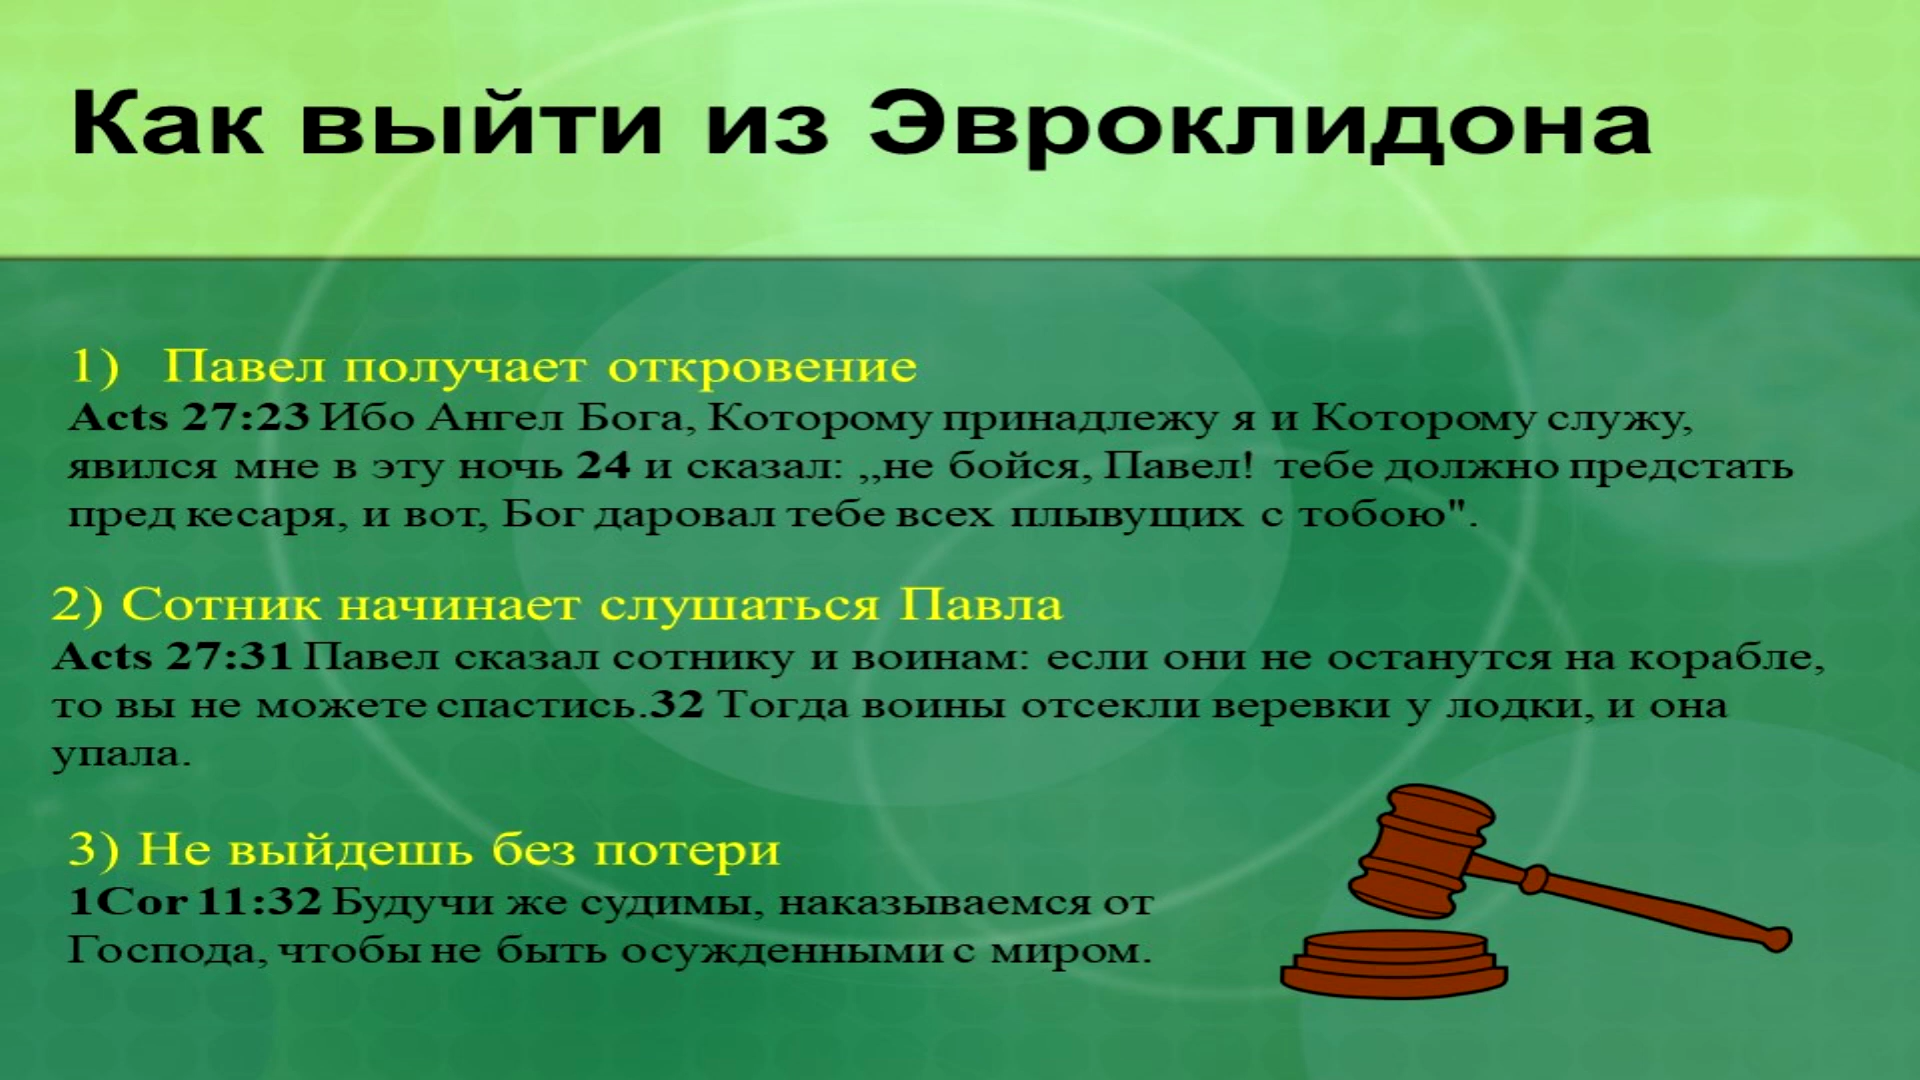 Как выйти из Эвроклидона
1) Павел получает откровение
Acts 27:23 Ибо Ангел Бога, Которому принадлежу я и Которому служу,
явился мне в эту ночь 24 и сказал: ,,не бойся, Павел! тебе должно предстать
пред кесаря, и вот, Бог даровал тебе всех плывущих с тобою".
2) Сотник начинает слушаться Павла
Acts 27:31 Павел сказал сотнику и воинам: если они не останутся на корабле,
то вы не можете спастись.32 Тогда воины отсекли веревки у лодки, и она
упала.
3) Не выйдешь без потери
1Cor 11:32 Будучи же судимы, наказываемся от
Господа, чтобы не быть осужденными с миром.